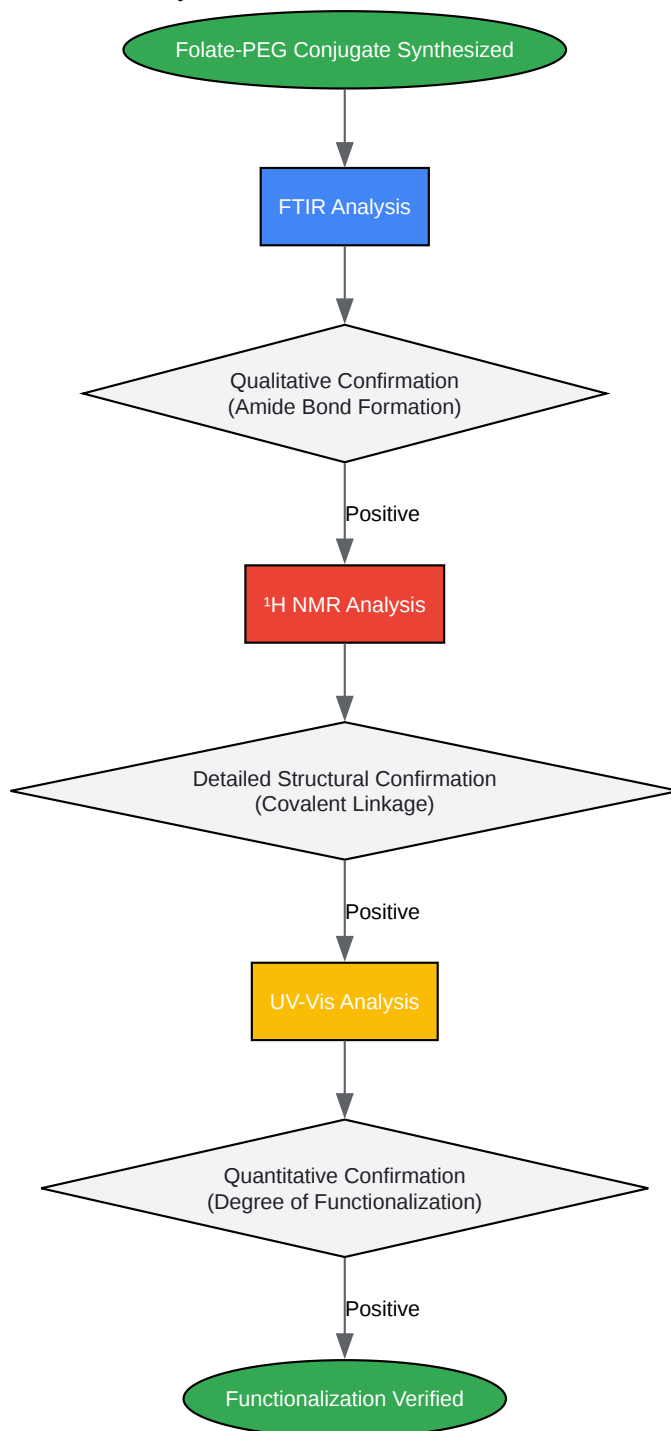 Folate-PEG Conjugate Synthesized
FTIR Analysis
Qualitative Confirmation
(Amide Bond Formation)
Positive
¹H NMR Analysis
Detailed Structural Confirmation
(Covalent Linkage)
Positive
UV-Vis Analysis
Quantitative Confirmation
(Degree of Functionalization)
Positive
Functionalization Verified